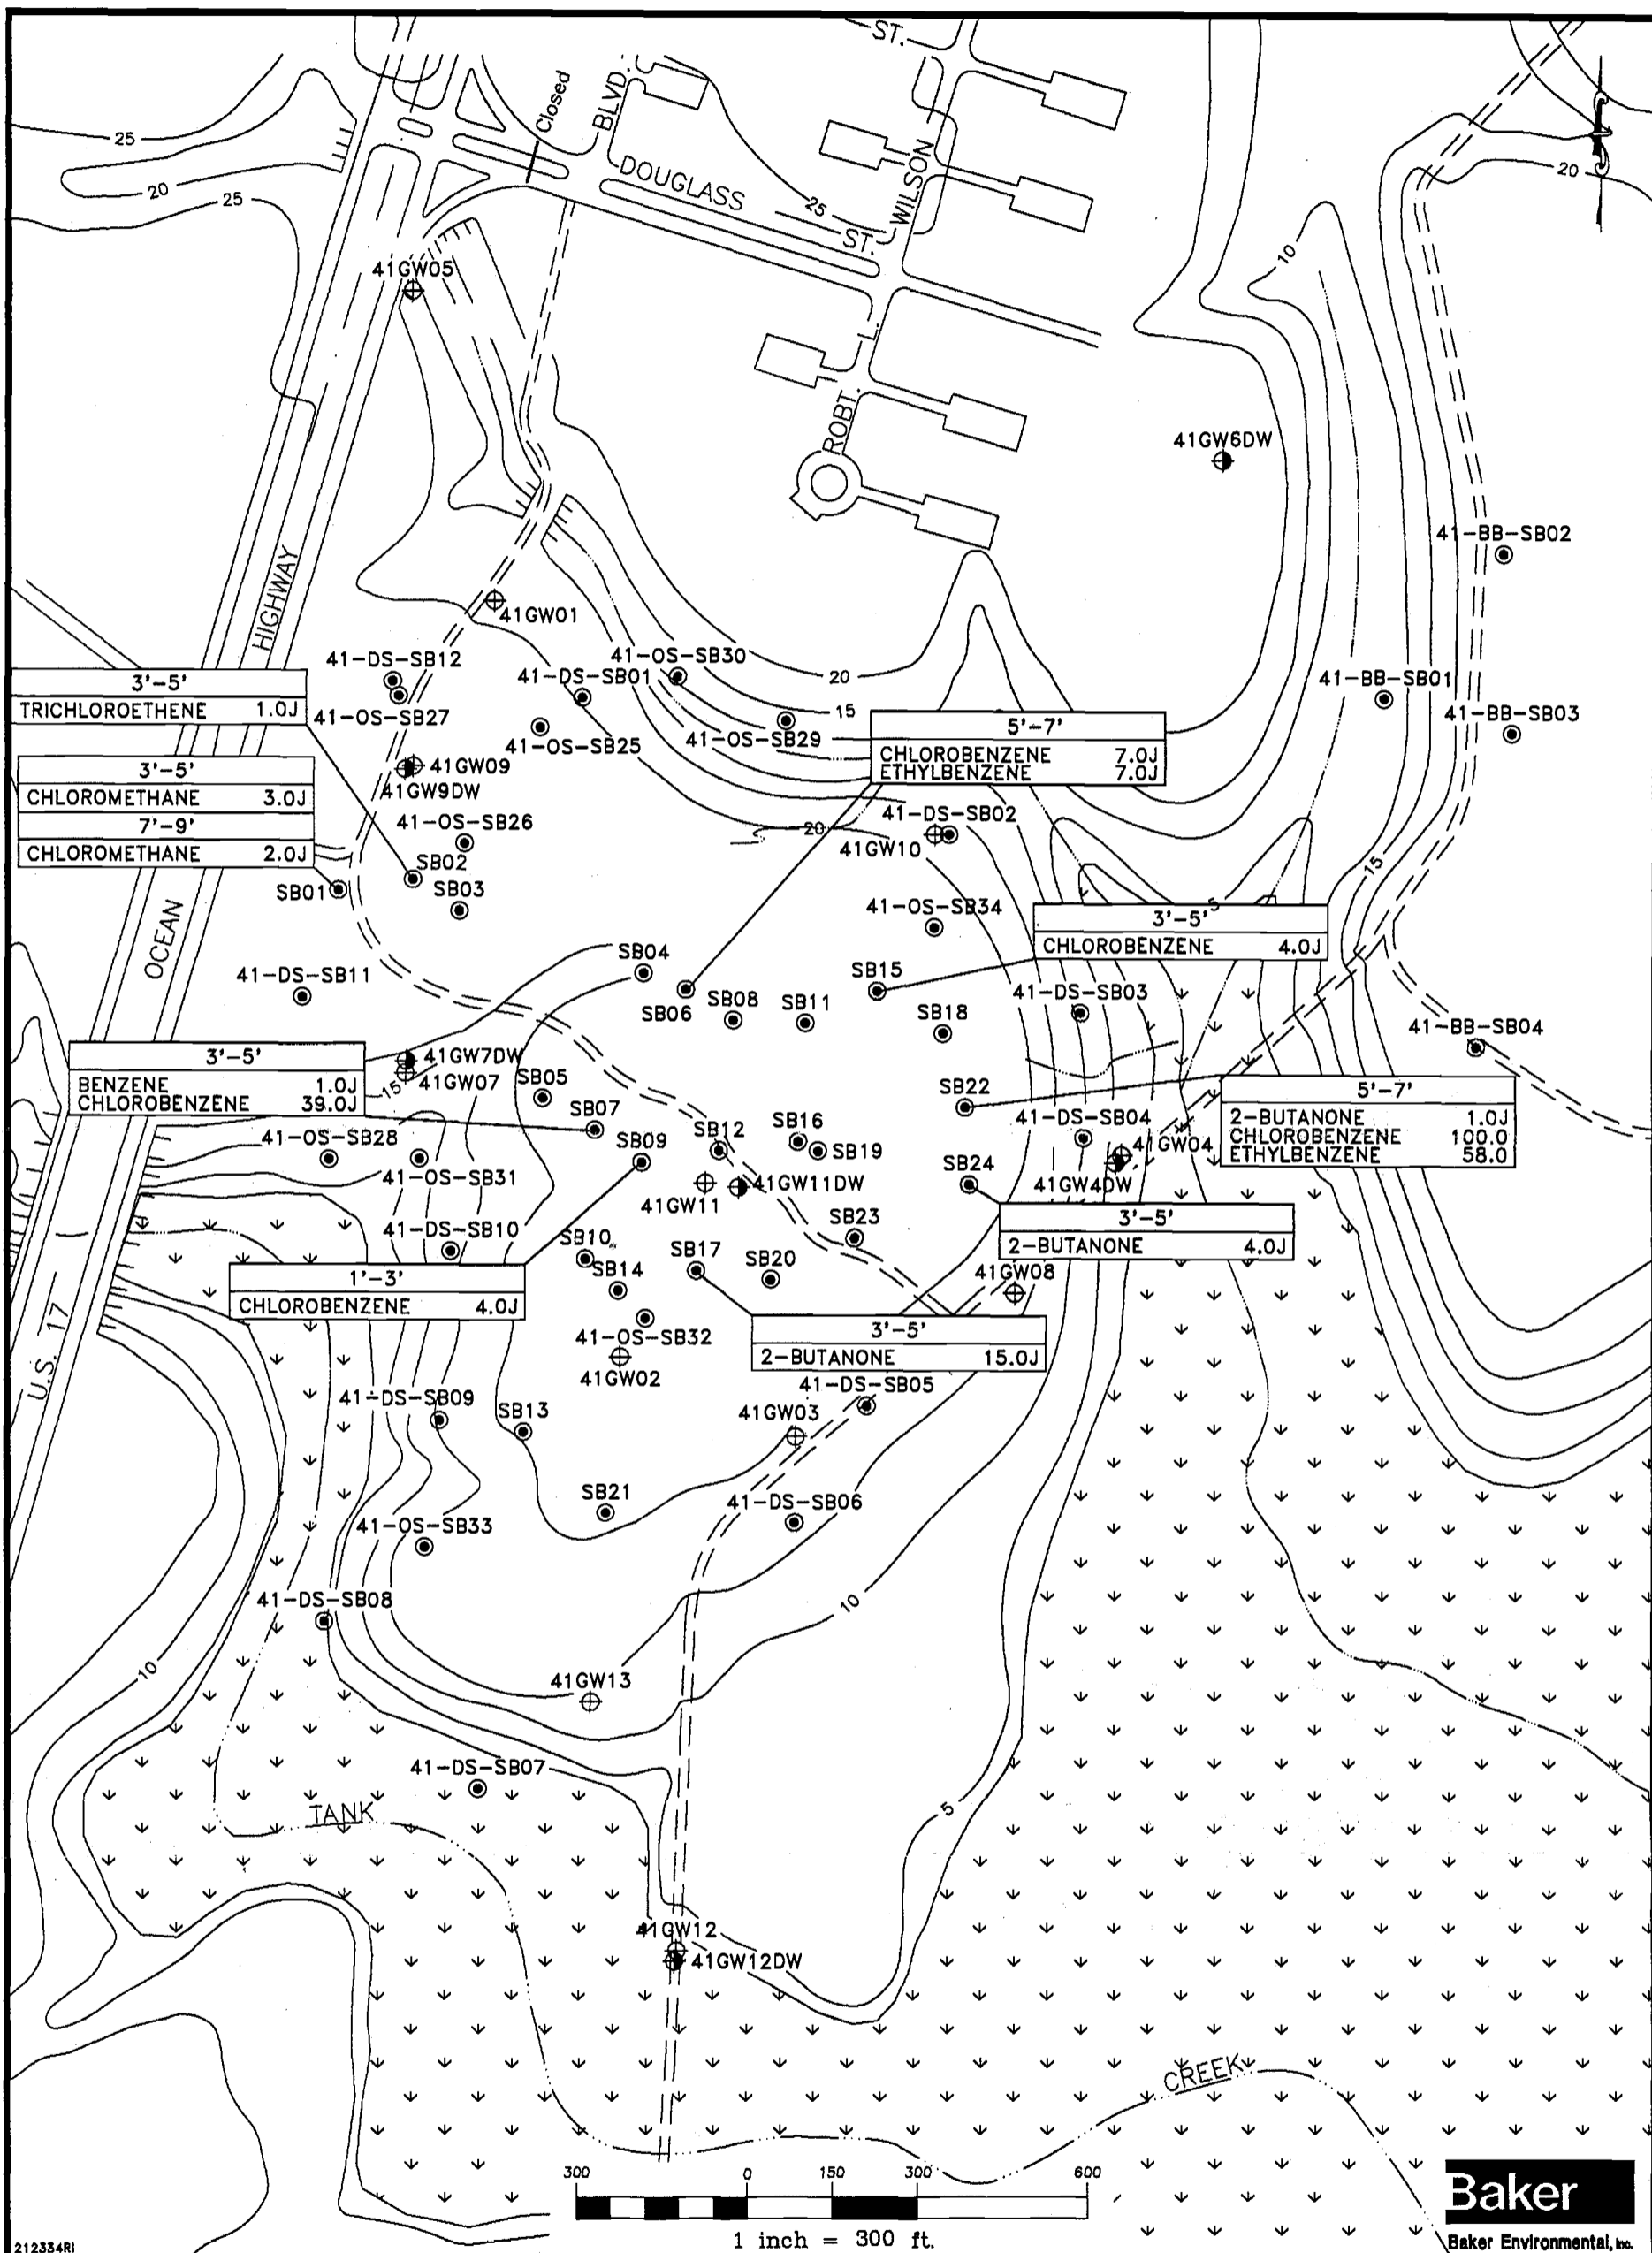 ST.
Closed
BLVD.
25
DOUGLASS
WILSON
20
20
25
25
ST.
10
41GW05
L.
ROBT.
41GW6DW
41-BB-SB02
HIGHWAY
41GW01
41-DS-SB12
41-OS-SB30
41-DS-SB01
20
41-BB-SB01
3'-5'
TRICHLOROETHENE 1.0J
41-OS-SB27
15
41-BB-SB03
41-OS-SB25
41-OS-SB29
5'-7'
CHLOROBENZENE 7.0J
ETHYLBENZENE 7.0J
3'-5'
CHLOROMETHANE 3.0J
7'-9'
CHLOROMETHANE 2.0J
41GW09
41GW9DW
41-OS-SB26
20
41-DS-SB02
41GW10
SB02
SB01
SB03
15
OCEAN
41-OS-SB34
5
3'-5'
CHLOROBENZENE 4.0J
SB04
41-DS-SB11
SB15
41-DS-SB03
SB06
SB08
SB11
SB18
41-BB-SB04
3'-5'
BENZENE 1.0J
CHLOROBENZENE 39.0J
41GW7DW
15
41GW07
SB05
SB22
5'-7'
2-BUTANONE 1.0J
CHLOROBENZENE 100.0
ETHYLBENZENE 58.0
SB07
SB16
41-DS-SB04
41-OS-SB28
SB09
SB12
SB19
41GW04
41-OS-SB31
SB24
41GW4DW
41GW11DW
41GW11
3'-5'
2-BUTANONE 4.0J
SB23
41-DS-SB10
SB10
SB17
SB20
SB14
41GW08
1'-3'
CHLOROBENZENE 4.0J
3'-5'
2-BUTANONE 15.0J
41-OS-SB32
U.S. 17
41GW02
41-DS-SB05
41-DS-SB09
SB13
41GW03
SB21
41-DS-SB06
41-OS-SB33
41-DS-SB08
10
10
41GW13
41-DS-SB07
TANK
5
41GW12
41GW12DW
CREEK
300 0 150 300 600
1 inch = 300 ft.
Baker
Baker Environmental, Inc.
212334RI